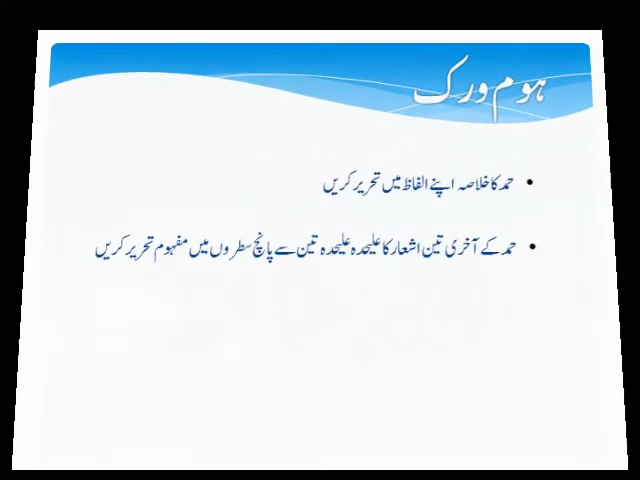 ہوم ورک
• حمد کا خلاصہ اپنے الفاظ میں تحریر کریں
• حمد کے آخری تین اشعار کا علیحدہ علیحدہ تین سے پانچ سطروں میں مفہوم تحریر کریں